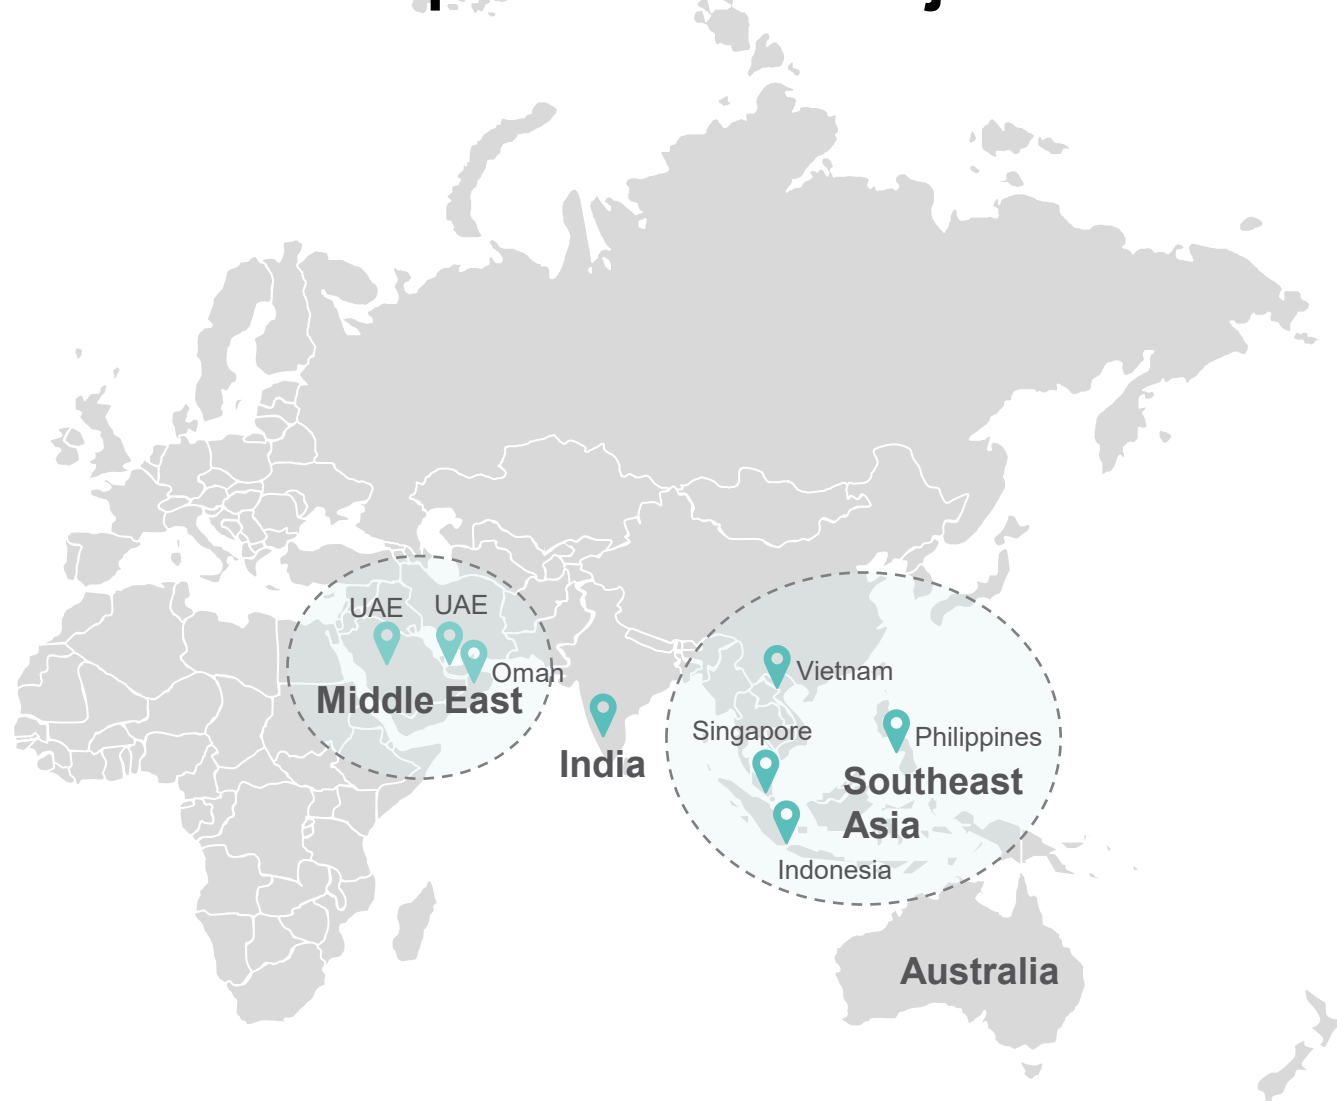 UAE
UAE
Oman
Middle East
India
Vietnam
Singapore
Philippines
Southeast
Asia
Indonesia
Australia